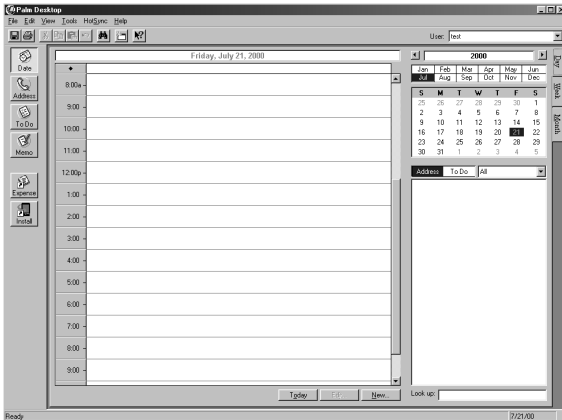 Palm Desktop
File Edit View Tools HotSync Help
User: test
Date
Address
To Do
Memo
Expense
Install
Friday, July 21, 2000
8:00a
9:00
10:00
11:00
12:00p
1:00
2:00
3:00
4:00
5:00
6:00
7:00
8:00
9:00
Today Edit New...
2000
Jan Feb Mar Apr May Jun
Jul Aug Sep Oct Nov Dec
S M T W T F S
25 26 27 28 29 30 1
2 3 4 5 6 7 8
9 10 11 12 13 14 15
16 17 18 19 20 21 22
23 24 25 26 27 28 29
30 31 1 2 3 4 5
Address To Do All
Look up:
Day
Week
Month
Ready 7/21/00